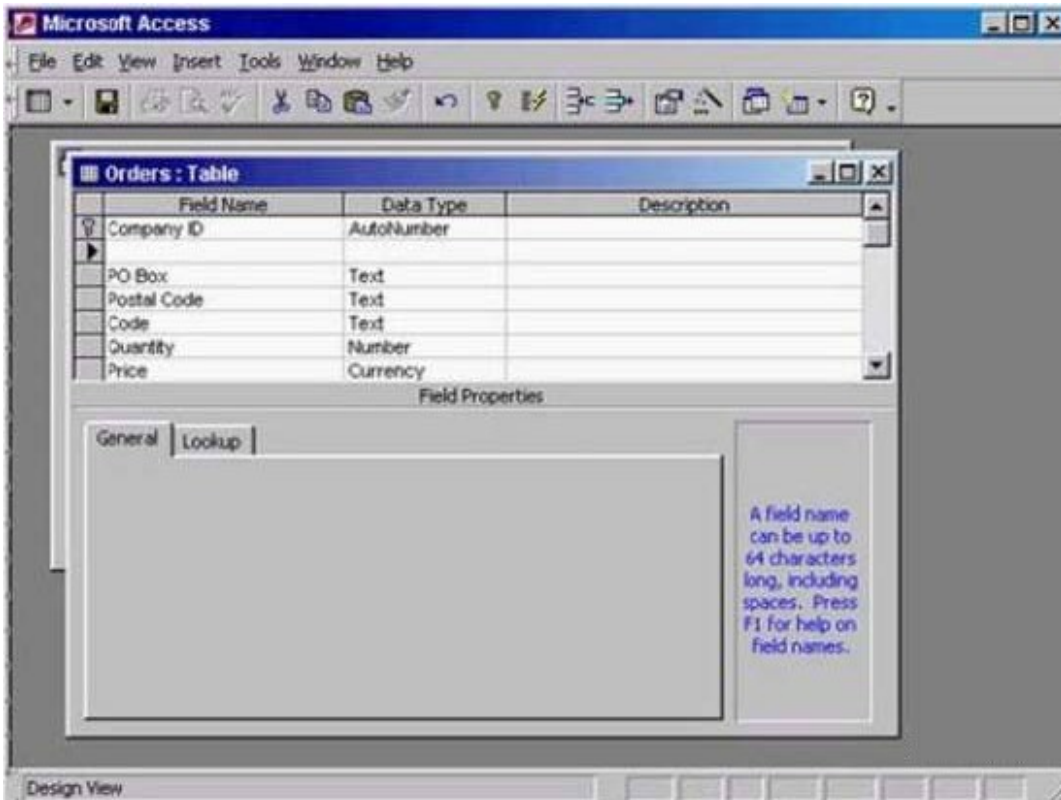 Microsoft Access
File Edit View Insert Tools Window Help
Orders : Table
Field Name Data Type Description
Company ID AutoNumber
PO Box Text
Postal Code Text
Code Text
Quantity Number
Price Currency
Field Properties
General Lookup
A field name
can be up to
64 characters
long, including
spaces. Press
F1 for help on
field names.
Design View